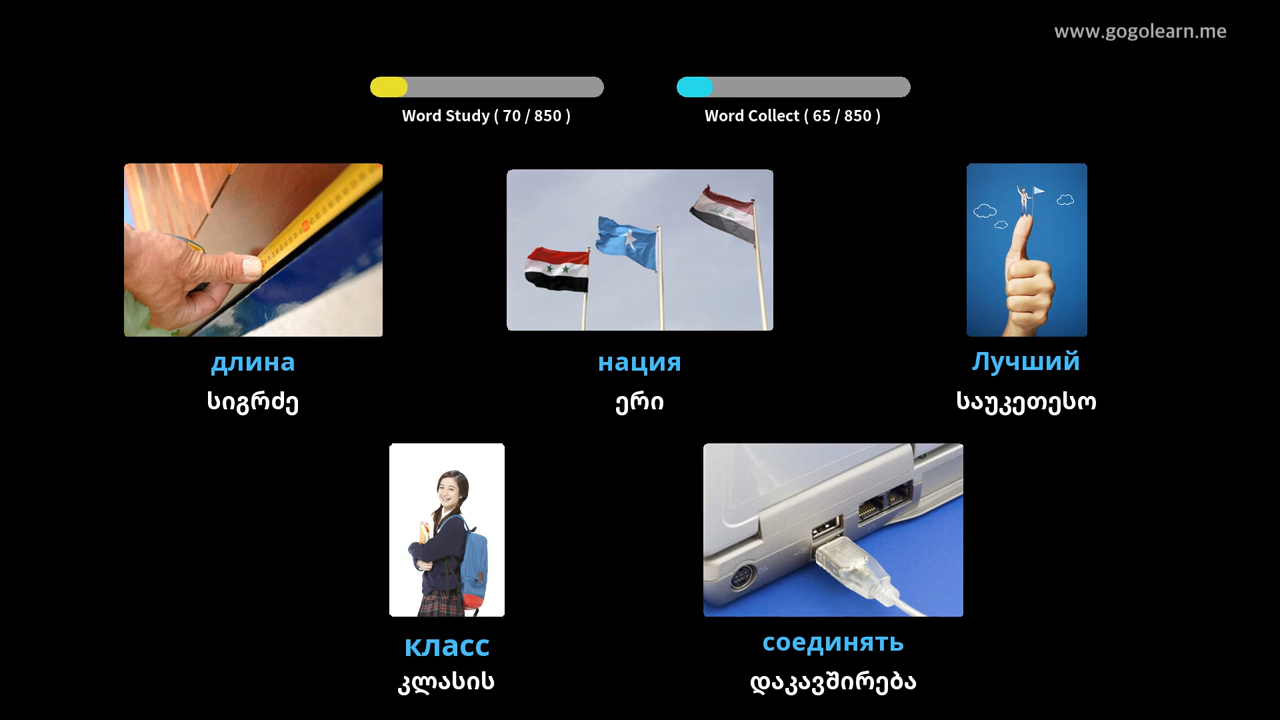 www.gogolearn.me
Word Study ( 70 / 850 )
Word Collect ( 65 / 850 )
длина
სიგრძე
нация
ერი
Лучший
საუკეთესო
класс
კლასის
соединять
დაკავშირება